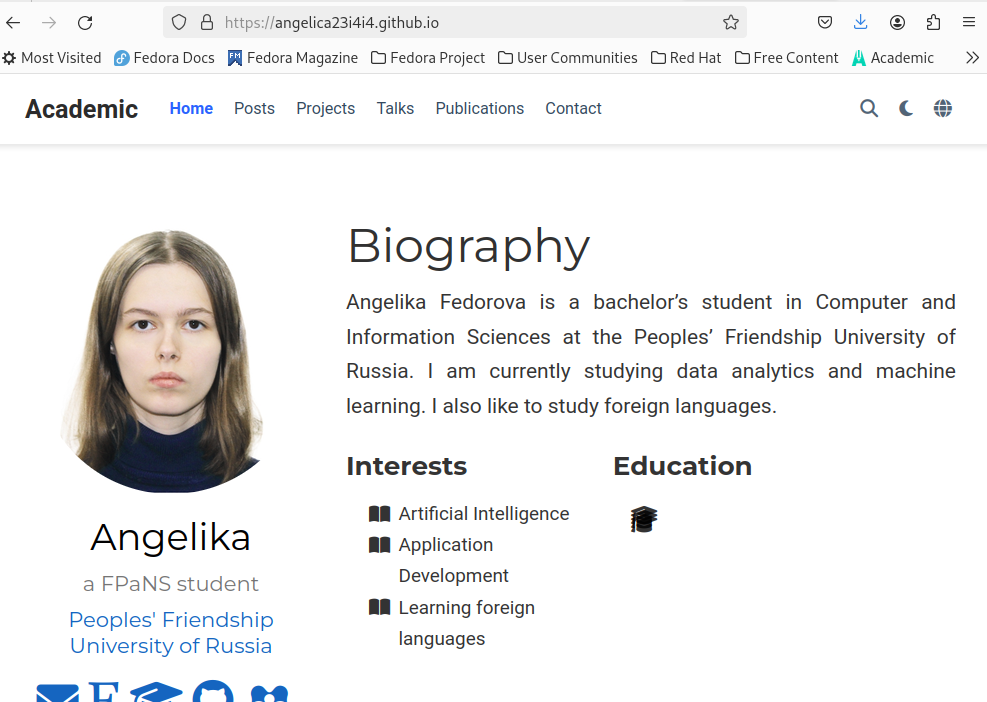 https://angelica23i4i4.github.io
Most Visited Fedora Docs FM Fedora Magazine Fedora Project User Communities Red Hat Free Content Academic
Academic Home Posts Projects Talks Publications Contact
Biography
Angelika Fedorova is a bachelor’s student in Computer and
Information Sciences at the Peoples’ Friendship University of
Russia. I am currently studying data analytics and machine
learning. I also like to study foreign languages.
Interests
Artificial Intelligence
Application
Development
Learning foreign
languages
Education
Angelika
a FPaNS student
Peoples' Friendship
University of Russia